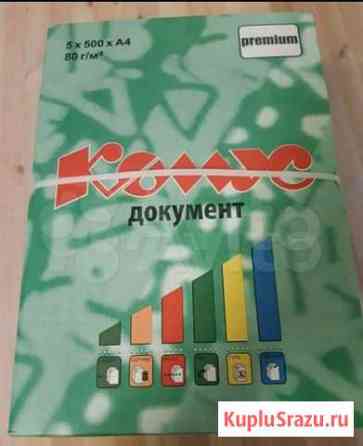 5 x 500 x A4
80 г/м²
premium
Комус
документ
KupluSrazu.ru